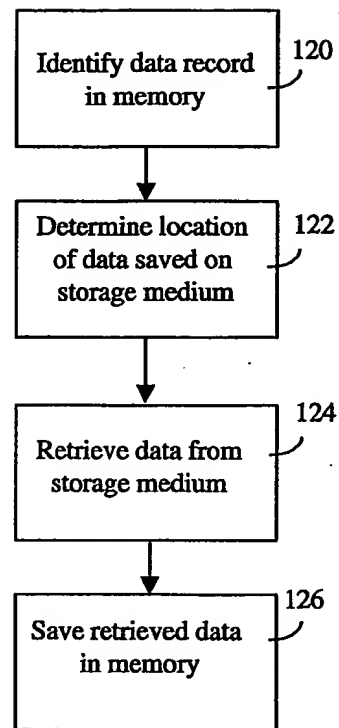 Identify data record
in memory
120
Determine location
of data saved on
storage medium
122
Retrieve data from
storage medium
124
Save retrieved data
in memory
126